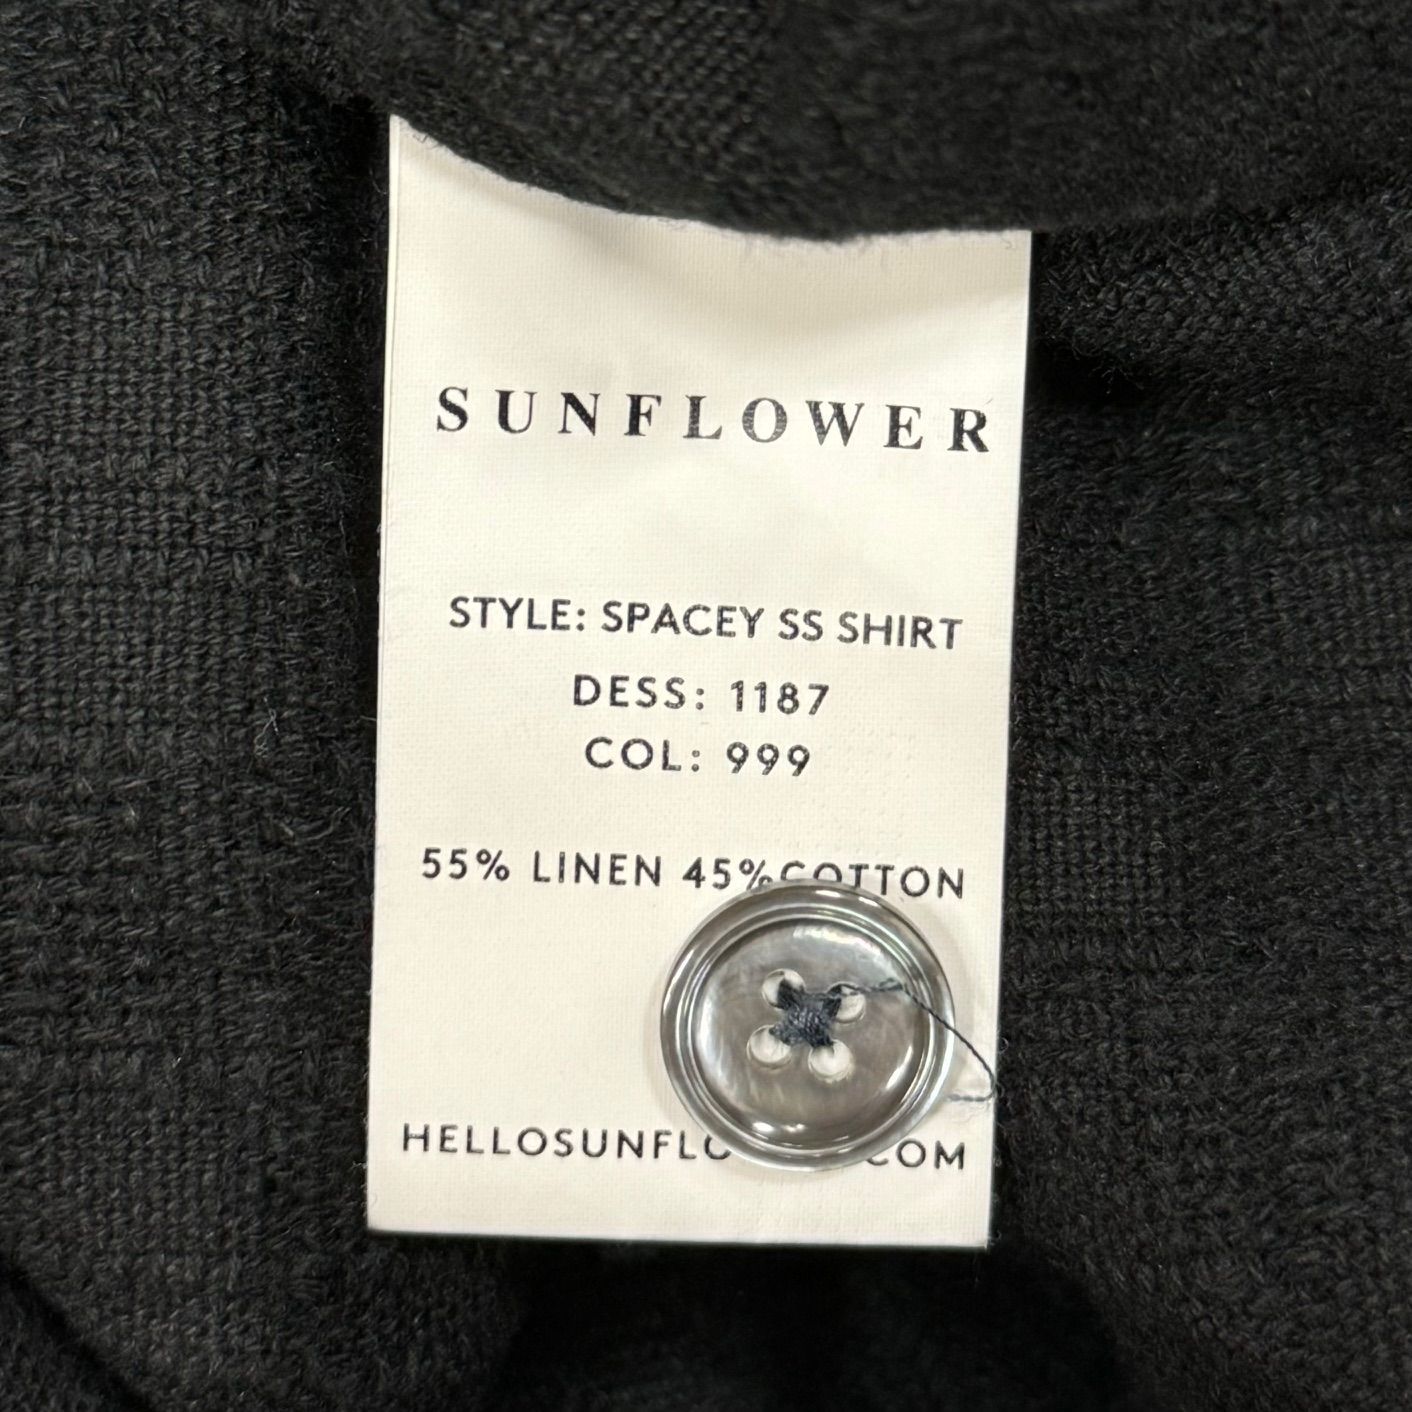 SUNFLOWER
STYLE: SPACEY SS SHIRT
DESS: 1187
COL: 999
55% LINEN 45% COTTON